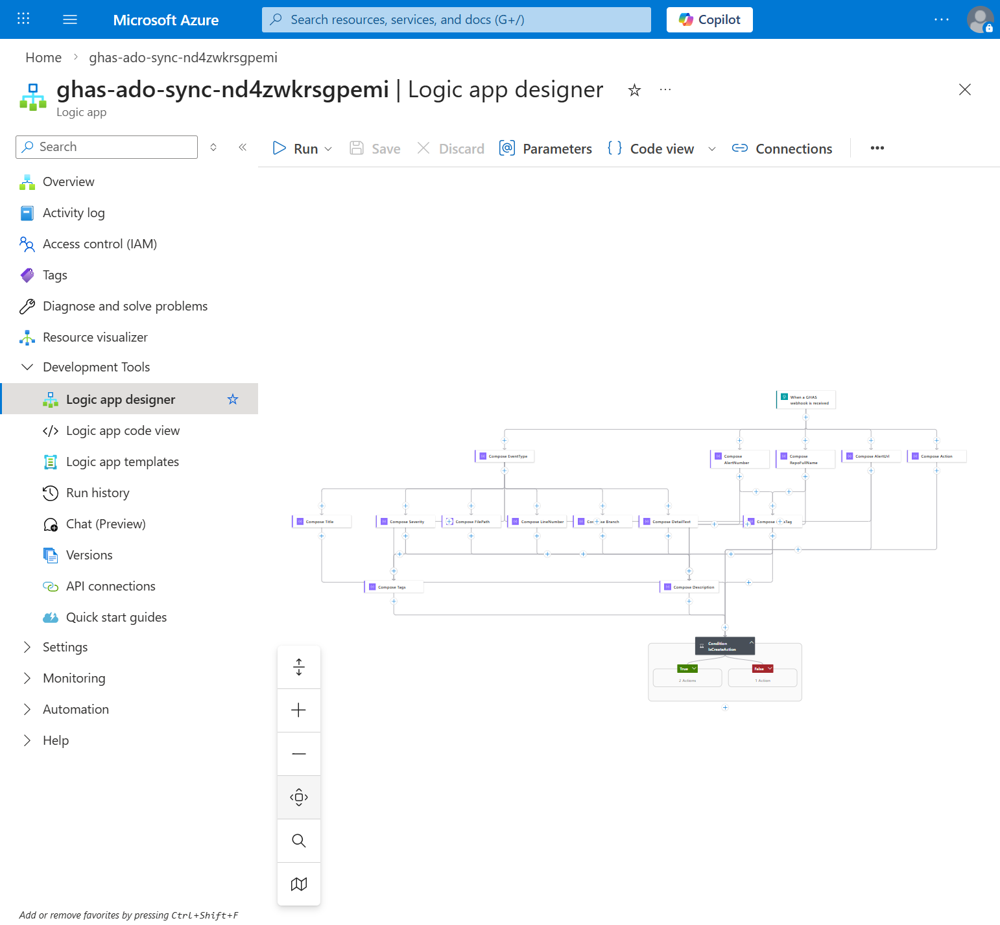 Microsoft Azure
Search resources, services, and docs (G+/)
Copilot
Home
ghas-ado-sync-nd4zwkrsgpemi
ghas-ado-sync-nd4zwkrsgpemi | Logic app designer
Logic app
Search
Run
Save
Discard
Parameters
Code view
Connections
Overview
Activity log
Access control (IAM)
Tags
Diagnose and solve problems
Resource visualizer
Development Tools
Logic app designer
Logic app code view
Logic app templates
Run history
Chat (Preview)
Versions
API connections
Quick start guides
Settings
Monitoring
Automation
Help
Add or remove favorites by pressing Ctrl+Shift+F
When a GHAS
webhook is received
Compose EventType
Compose
AlertNumber
Compose
RepoFullName
Compose AlertUrl
Compose Action
Compose Title
Compose Severity
Compose FilePath
Compose LineNumber
Branch
Compose DetailText
Compose Tags
Compose Description
Condition
IsCreateAction
True
False
2 Actions
1 Action